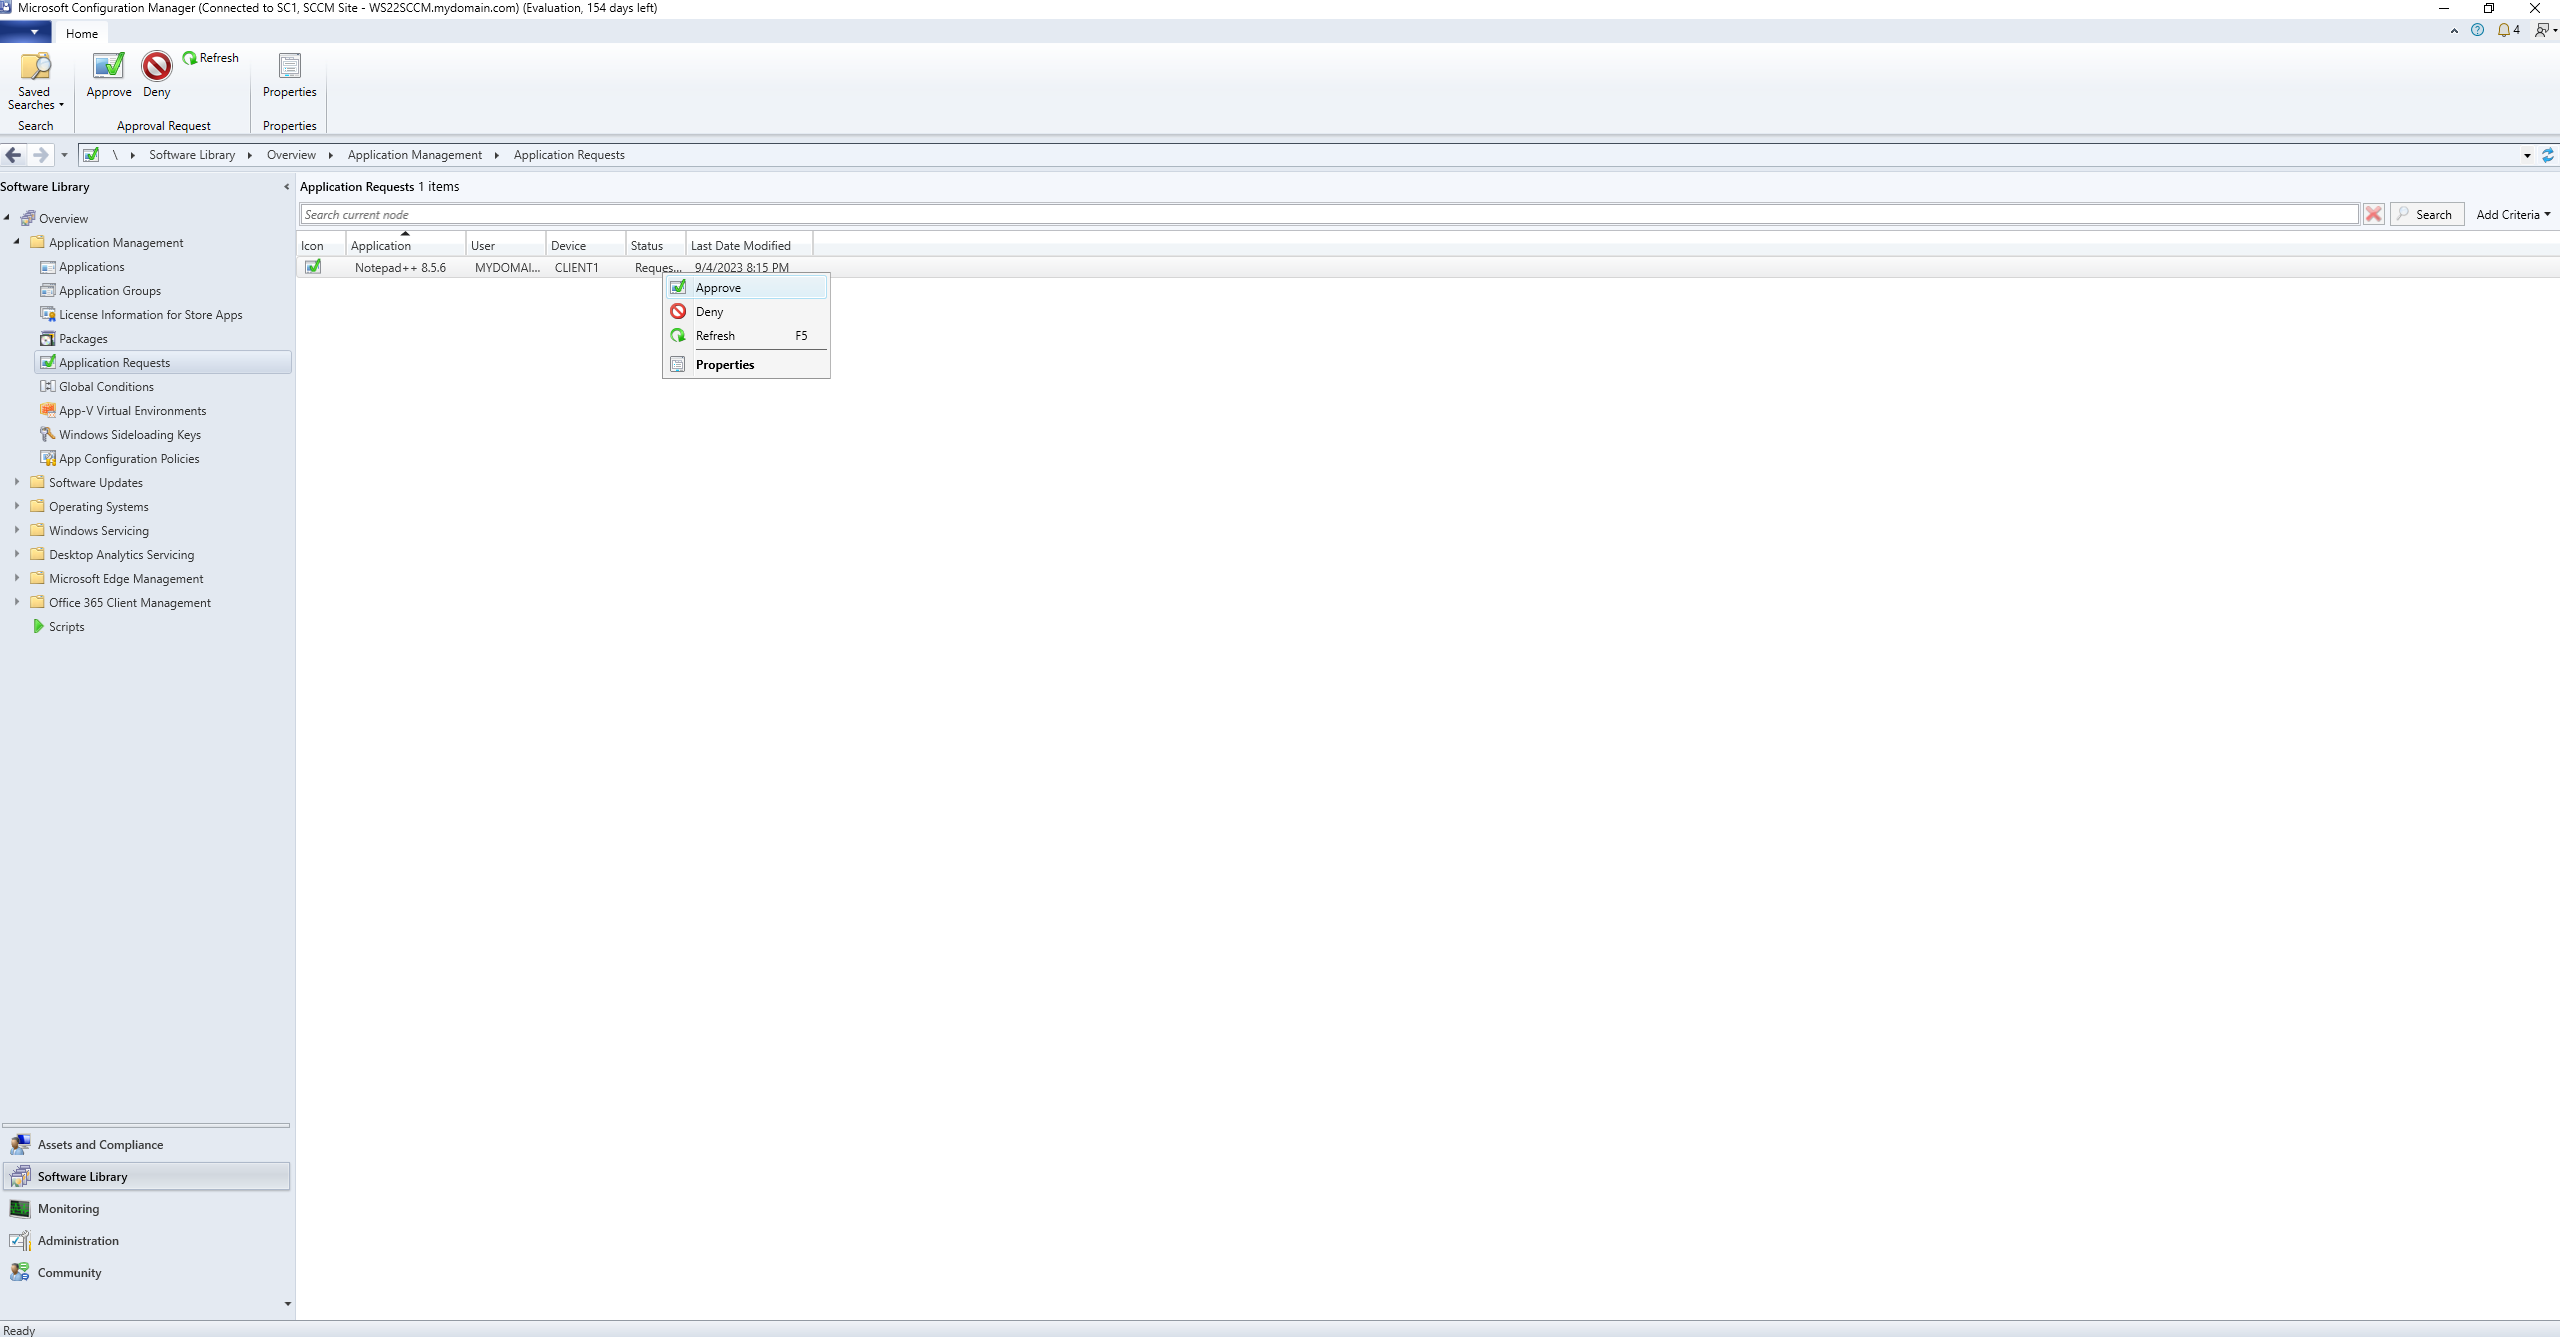 Microsoft Configuration Manager (Connected to SC1, SCCM Site - WS22SCCM.mydomain.com) (Evaluation, 154 days left)
Home
4
Saved Searches
Approve
Deny
Refresh
Properties
Search
Approval Request
Properties
\ Software Library Overview Application Management Application Requests
Software Library
Application Requests 1 items
Search current node
Search
Add Criteria
Icon Application User Device Status Last Date Modified
Notepad++ 8.5.6 MYDOMAI... CLIENT1 Reques... 9/4/2023 8:15 PM
Approve
Deny
Refresh F5
Properties
Overview
Application Management
Applications
Application Groups
License Information for Store Apps
Packages
Application Requests
Global Conditions
App-V Virtual Environments
Windows Sideloading Keys
App Configuration Policies
Software Updates
Operating Systems
Windows Servicing
Desktop Analytics Servicing
Microsoft Edge Management
Office 365 Client Management
Scripts
Assets and Compliance
Software Library
Monitoring
Administration
Community
Ready